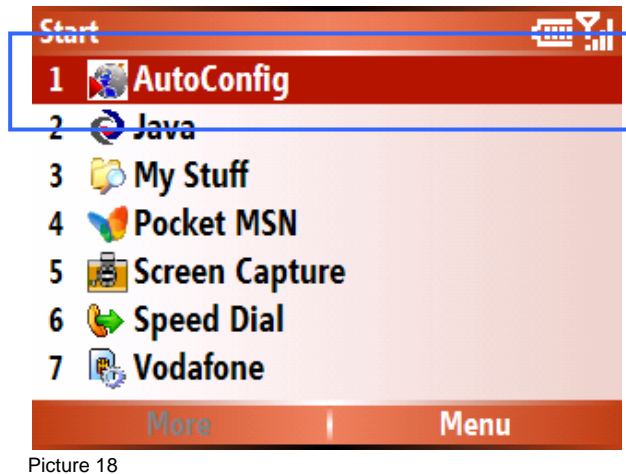 Start
1 AutoConfig
2 Java
3 My Stuff
4 Pocket MSN
5 Screen Capture
6 Speed Dial
7 Vodafone
More Menu
Picture 18